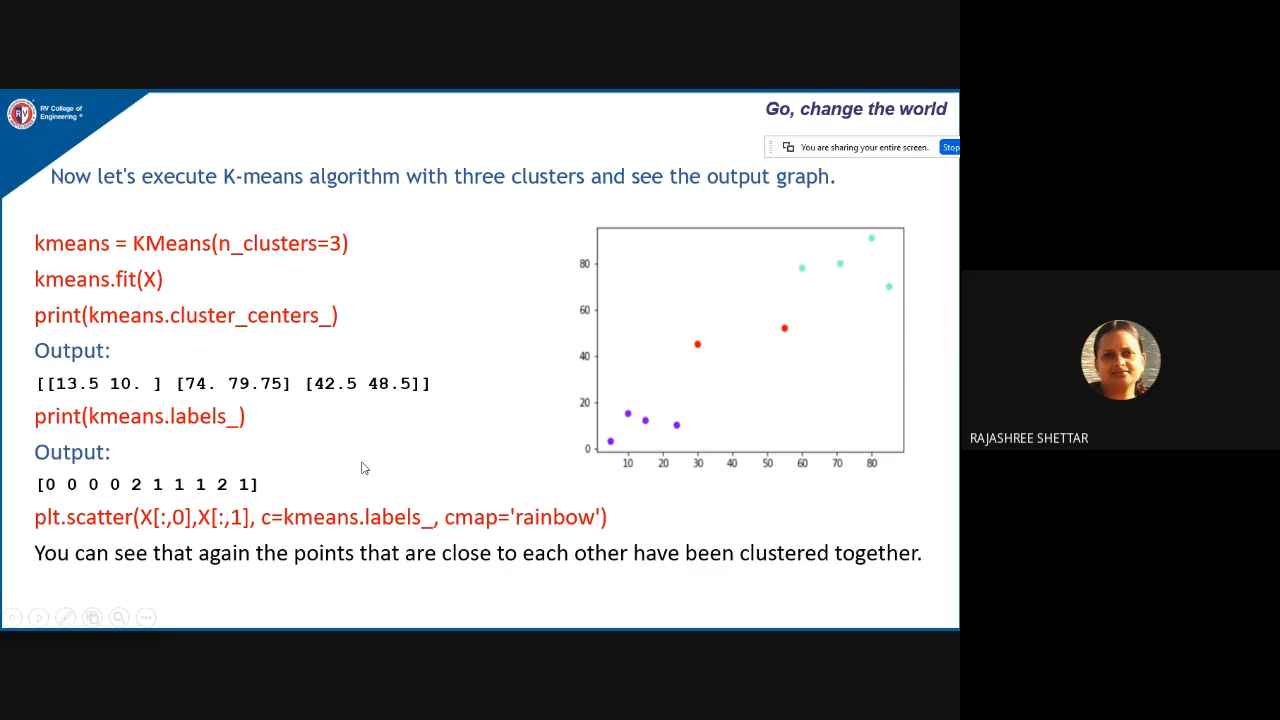 RV College of
Engineering
Go, change the world
You are sharing your entire screen.
Stop
Now let's execute K-means algorithm with three clusters and see the output graph.
kmeans = KMeans(n_clusters=3)
kmeans.fit(X)
print(kmeans.cluster_centers_)
Output:
[[13.5 10. ] [74. 79.75] [42.5 48.5]]
print(kmeans.labels_)
Output:
[0 0 0 0 2 1 1 1 2 1]
plt.scatter(X[:,0],X[:,1], c=kmeans.labels_, cmap='rainbow')
You can see that again the points that are close to each other have been clustered together.
80
60
40
20
0
10 20 30 40 50 60 70 80
RAJASHREE SHETTAR